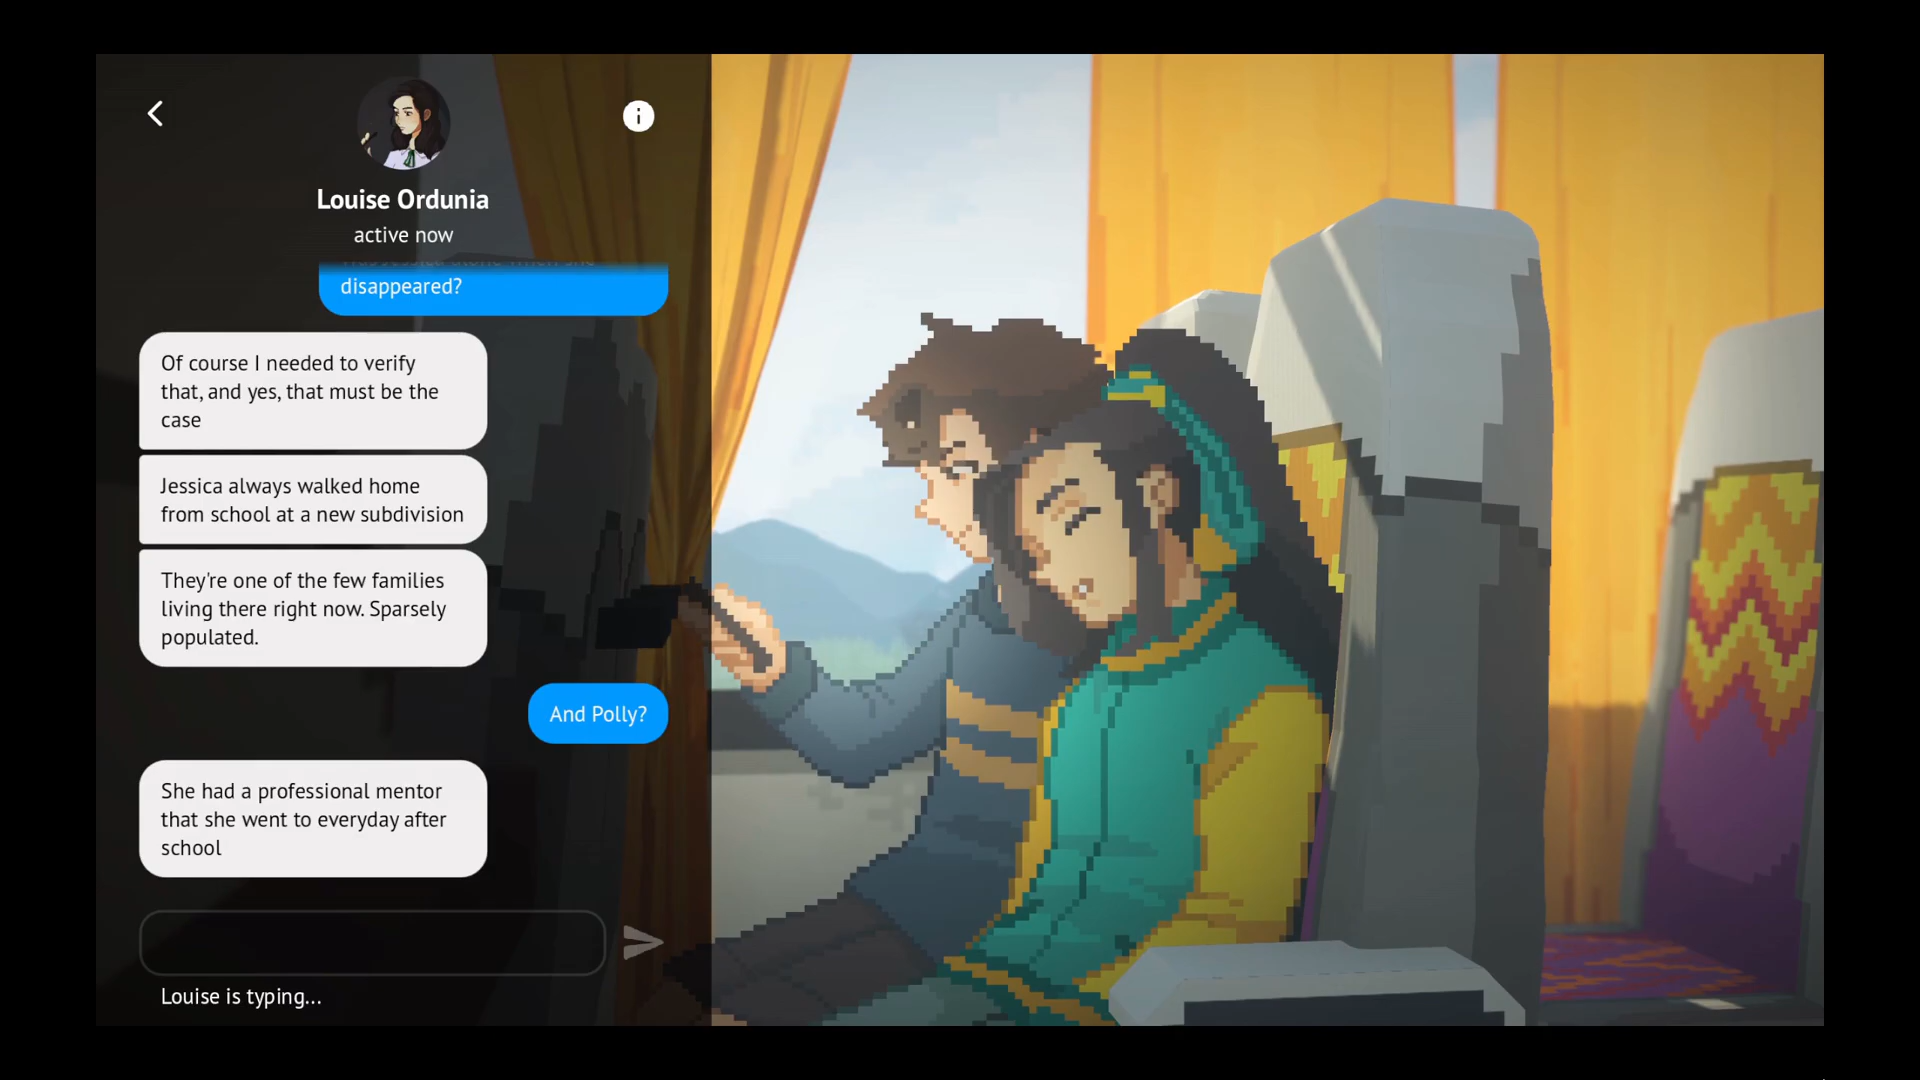 Louise Ordunia
active now
disappeared?
Of course I needed to verify
that, and yes, that must be the
case
Jessica always walked home
from school at a new subdivision
They're one of the few families
living there right now. Sparsely
populated.
And Polly?
She had a professional mentor
that she went to everyday after
school
Louise is typing...